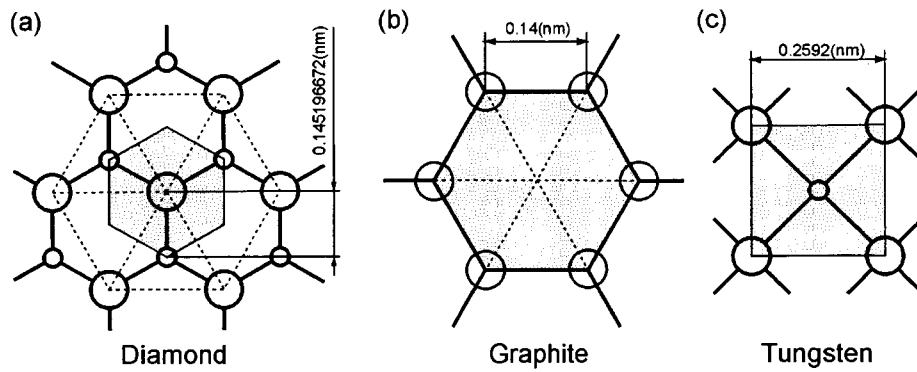 (a)
0.145196672(nm)
Diamond
(b)
0.14(nm)
Graphite
(c)
0.2592(nm)
Tungsten